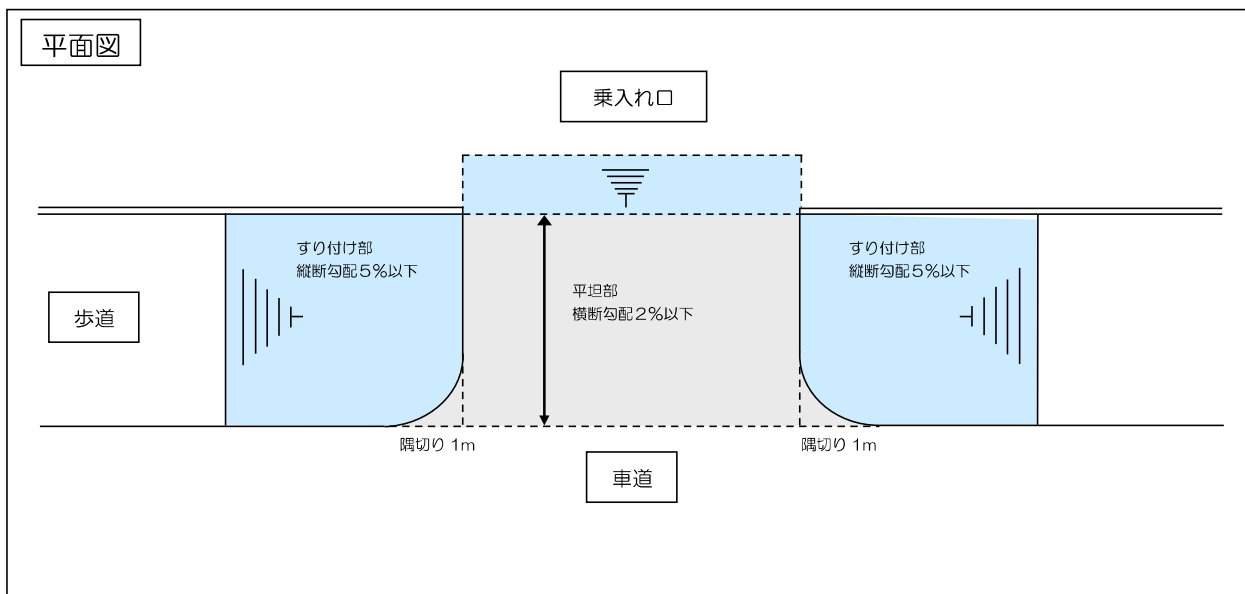 平面図
乗入れ口
すり付け部
縦断勾配5%以下
すり付け部
縦断勾配5%以下
平坦部
横断勾配2%以下
歩道
隅切り 1m
隅切り 1m
車道